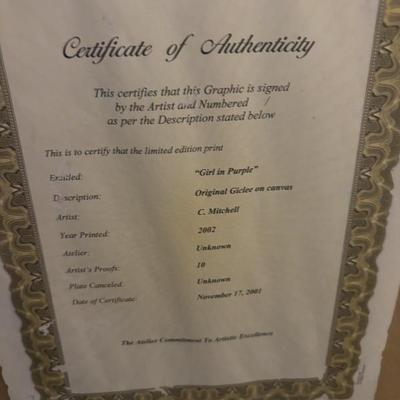 Certificate of Authenticity
This certifies that this Graphic is signed
by the Artist and Numbered /
as per the Description stated below
This is to certify that the limited edition print
Entitled: "Girl in Purple"
Description: Original Giclee on canvas
Artist: C. Mitchell
Year Printed: 2002
Atelier: Unknown
Artist's Proofs: 10
Plate Canceled: Unknown
Date of Certificate: November 17, 2001
The Atelier Commitment To Artistic Excellence